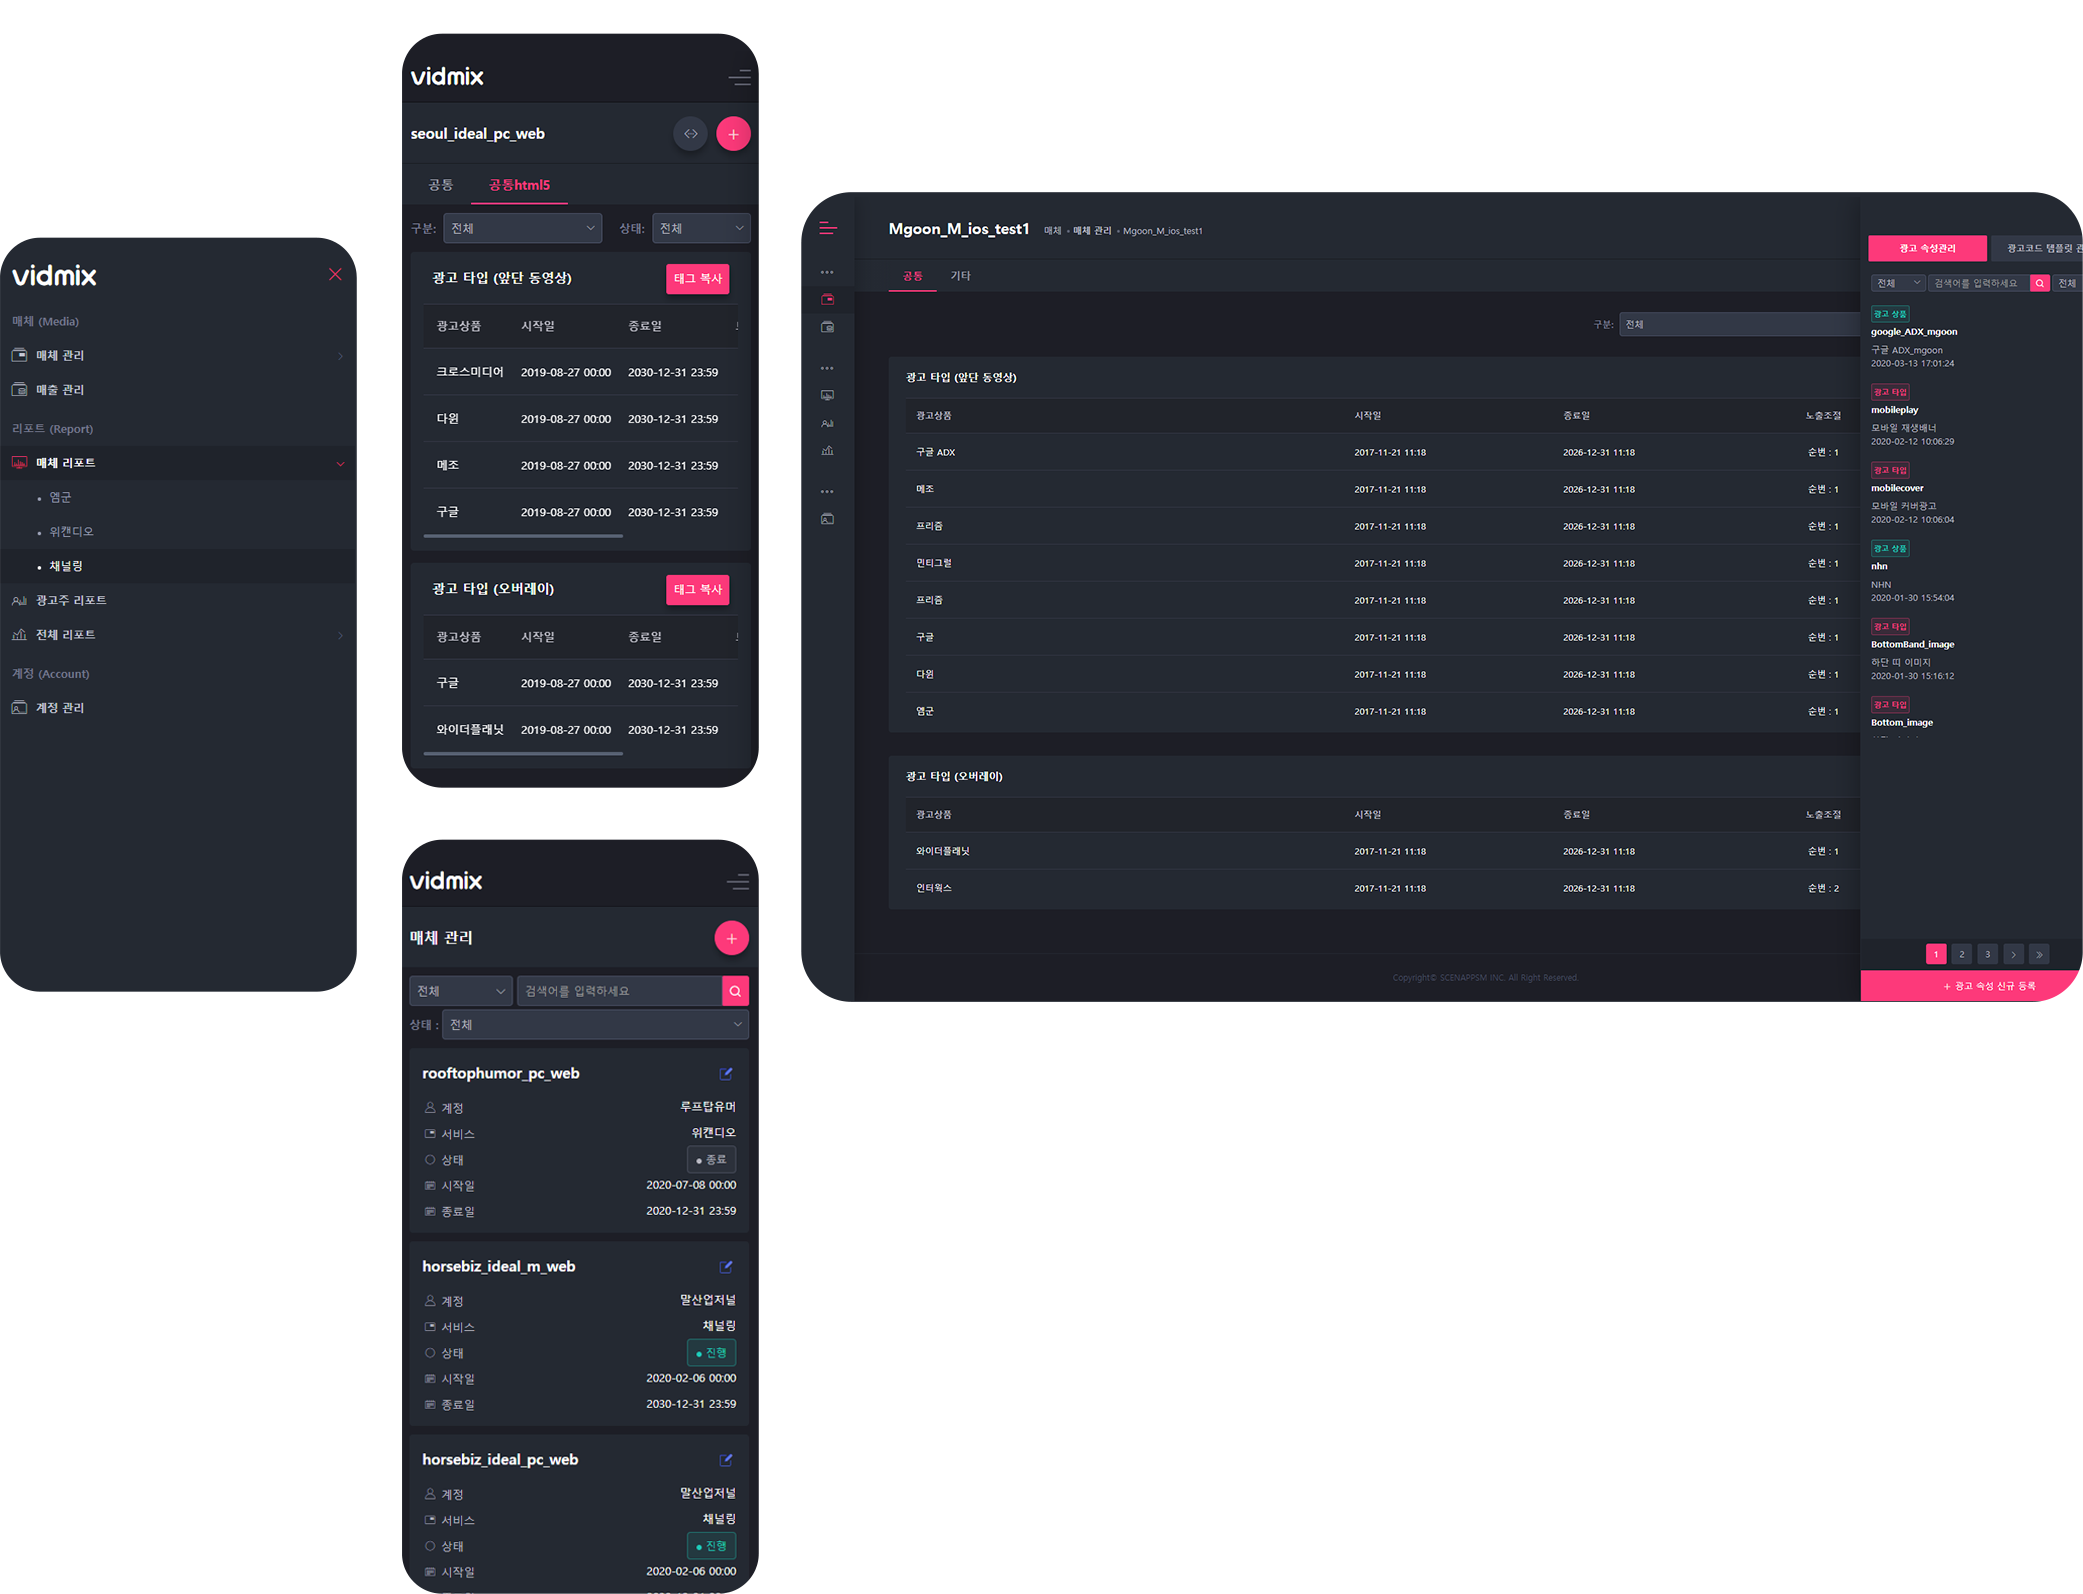 vidmix
매체 (Media)
매체 관리
매출 관리
리포트 (Report)
매체 리포트
엠군
위캔디오
채널링
광고주 리포트
전체 리포트
계정 (Account)
계정 관리
vidmix
seoul_ideal_pc_web
공통 공통html5
구분: 전체 상태: 전체
광고 타입 (앞단 동영상) 태그 복사
광고상품 시작일 종료일
크로스미디어 2019-08-27 00:00 2030-12-31 23:59
다윈 2019-08-27 00:00 2030-12-31 23:59
메조 2019-08-27 00:00 2030-12-31 23:59
구글 2019-08-27 00:00 2030-12-31 23:59
광고 타입 (오버레이) 태그 복사
광고상품 시작일 종료일
구글 2019-08-27 00:00 2030-12-31 23:59
와이더플래닛 2019-08-27 00:00 2030-12-31 23:59
vidmix
매체 관리
전체 검색어를 입력하세요
상태 : 전체
rooftophumor_pc_web
계정 루프탑유머
서비스 위캔디오
상태 종료
시작일 2020-07-08 00:00
종료일 2020-12-31 23:59
horsebiz_ideal_m_web
계정 말산업저널
서비스 채널링
상태 진행
시작일 2020-02-06 00:00
종료일 2030-12-31 23:59
horsebiz_ideal_pc_web
계정 말산업저널
서비스 채널링
상태 진행
시작일 2020-02-06 00:00
Mgoon_M_ios_test1 매체 • 매체 관리 • Mgoon_M_ios_test1
공통 기타
구분: 전체
광고 타입 (앞단 동영상)
광고상품 시작일 종료일 노출조절
구글 ADX 2017-11-21 11:18 2026-12-31 11:18 순번 : 1
메조 2017-11-21 11:18 2026-12-31 11:18 순번 : 1
프리즘 2017-11-21 11:18 2026-12-31 11:18 순번 : 1
민티그럴 2017-11-21 11:18 2026-12-31 11:18 순번 : 1
프리즘 2017-11-21 11:18 2026-12-31 11:18 순번 : 1
구글 2017-11-21 11:18 2026-12-31 11:18 순번 : 1
다윈 2017-11-21 11:18 2026-12-31 11:18 순번 : 1
엠군 2017-11-21 11:18 2026-12-31 11:18 순번 : 1
광고 타입 (오버레이)
광고상품 시작일 종료일 노출조절
와이더플래닛 2017-11-21 11:18 2026-12-31 11:18 순번 : 1
인터웍스 2017-11-21 11:18 2026-12-31 11:18 순번 : 2
Copyright© SCENAPPSM INC. All Right Reserved.
광고 속성관리 광고코드 템플릿 관
전체 검색어를 입력하세요 전체
광고 상품
google_ADX_mgoon
구글 ADX_mgoon
2020-03-13 17:01:24
광고 타입
mobileplay
모바일 재생배너
2020-02-12 10:06:29
광고 타입
mobilecover
모바일 커버광고
2020-02-12 10:06:04
광고 상품
nhn
NHN
2020-01-30 15:54:04
광고 타입
BottomBand_image
하단 띠 이미지
2020-01-30 15:16:12
광고 타입
Bottom_image
1 2 3
+ 광고 속성 신규 등록